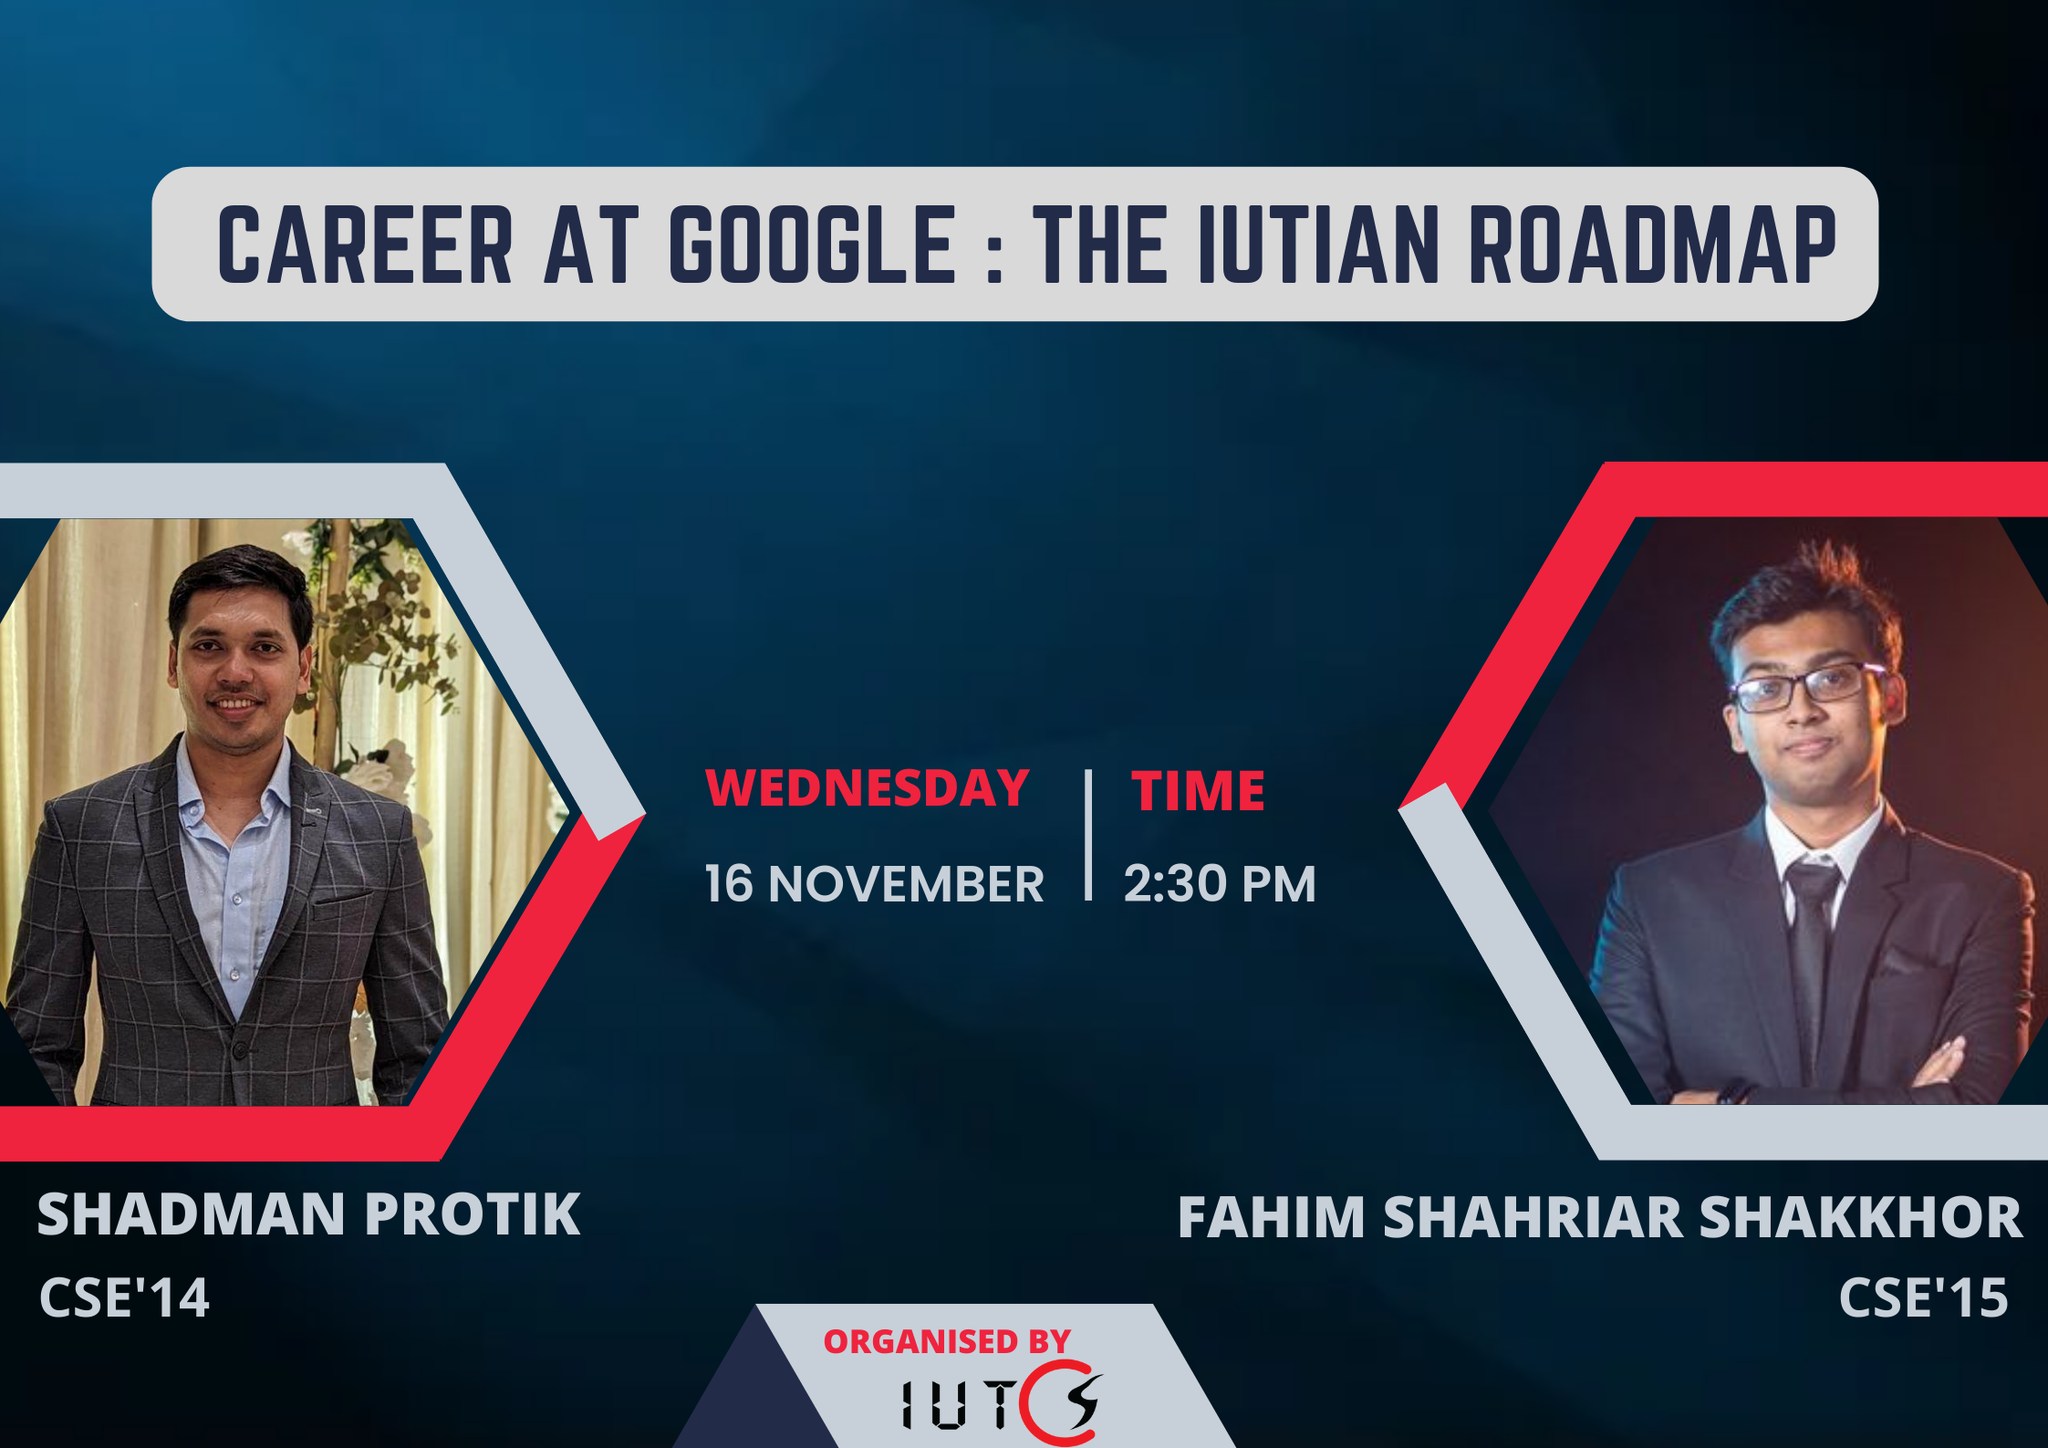 CAREER AT GOOGLE : THE IUTIAN ROADMAP
WEDNESDAY
16 NOVEMBER
TIME
2:30 PM
SHADMAN PROTIK
CSE'14
FAHIM SHAHRIAR SHAKKHOR
CSE'15
ORGANISED BY
IUTCS